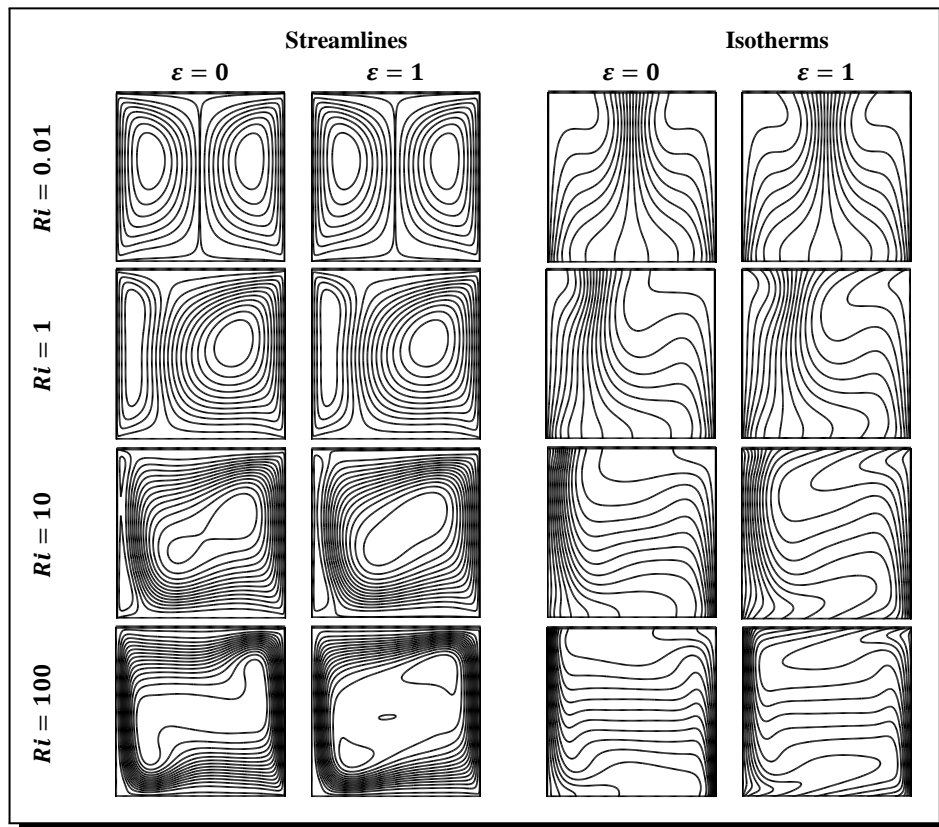 Streamlines Isotherms
𝜀 = 0 𝜀 = 1 𝜀 = 0 𝜀 = 1
Ri = 0.01
Ri = 1
Ri = 10
Ri = 100